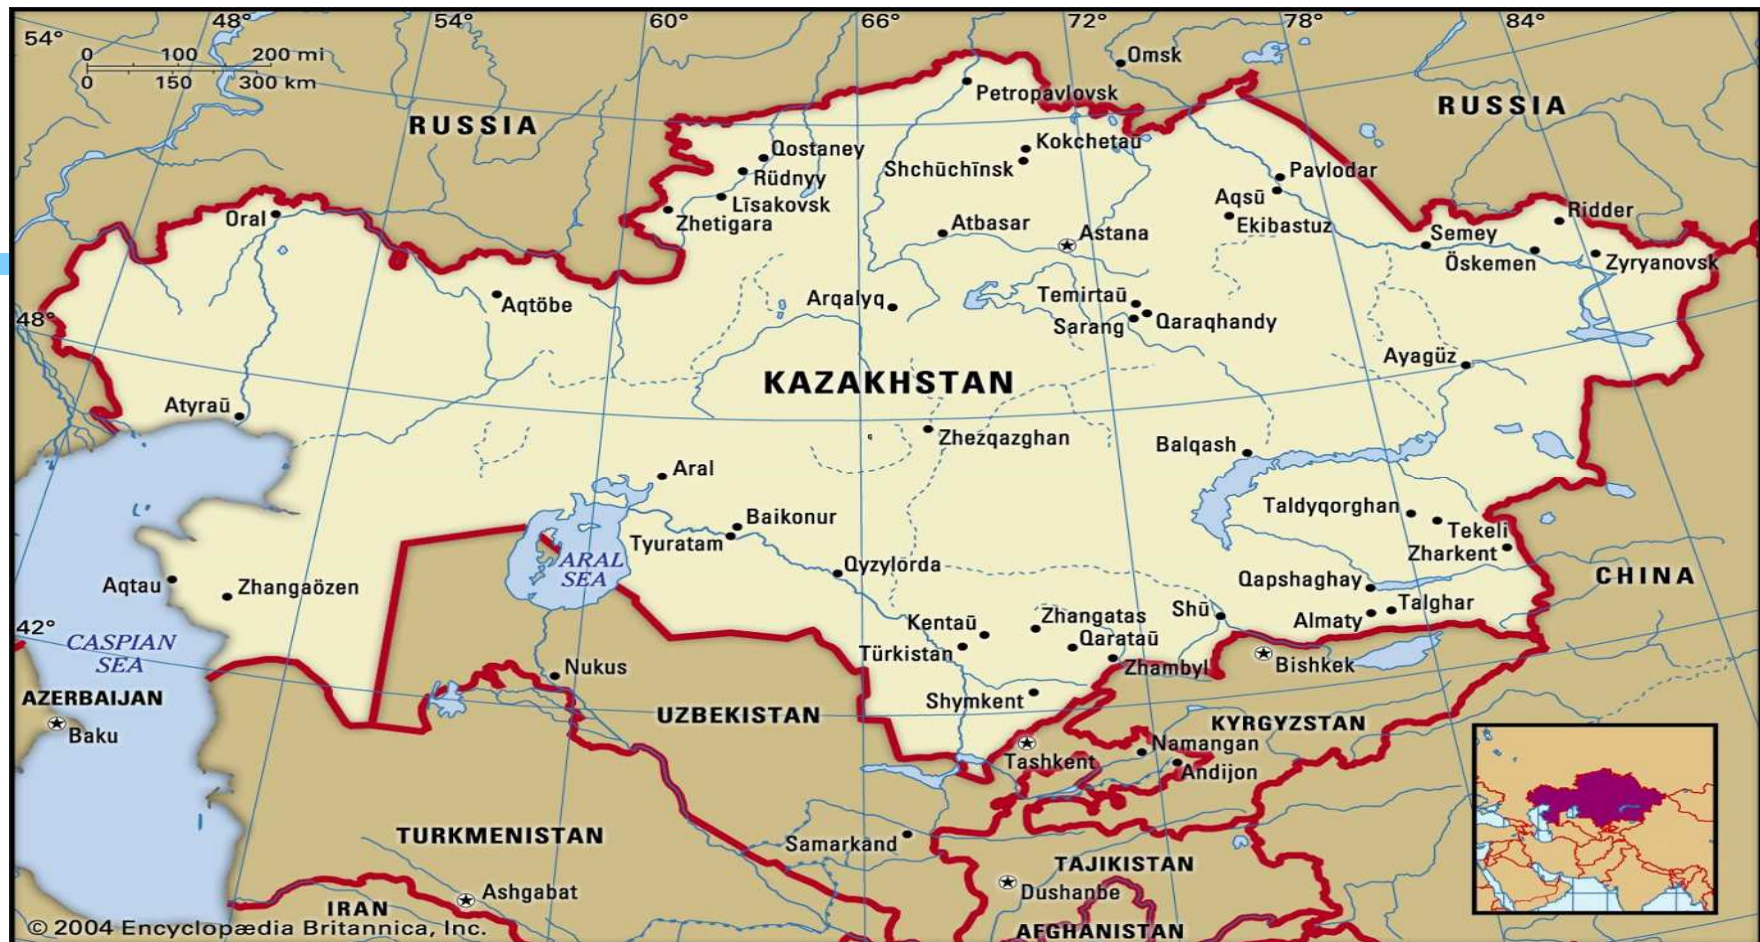 48°
54°
60°
66°
72°
78°
84°
54°
0 100 200 mi
0 150 300 km
RUSSIA
RUSSIA
Omsk
Petropavlovsk
Kokchetaū
Shchūchīnsk
Qostaney
Rūdnyy
Līsakovsk
Zhetigara
Pavlodar
Aqsū
Ekibastuz
Ridder
Semey
Öskemen
Zyryanovsk
Oral
Atbasar
Astana
Aqtöbe
Arqalyq
Temirtaū
Sarang
Qaraqhandy
48°
Ayagüz
KAZAKHSTAN
Atyraū
Zhezqazghan
Balqash
Aral
Baikonur
Tyuratam
Taldyqorghan
Tekeli
Zharkent
ARAL
SEA
Qyzylorda
CHINA
Aqtau
Zhangaözen
Qapshaghay
Talghar
Almaty
Shū
Kentaū
Zhangatas
Qarataū
Türkistan
Zhambyl
42°
CASPIAN
SEA
Nukus
Bishkek
Shymkent
AZERBAIJAN
Baku
UZBEKISTAN
KYRGYZSTAN
Namangan
Tashkent
Andijon
TURKMENISTAN
Samarkand
TAJIKISTAN
Dushanbe
Ashgabat
IRAN
AFGHANISTAN
© 2004 Encyclopædia Britannica, Inc.